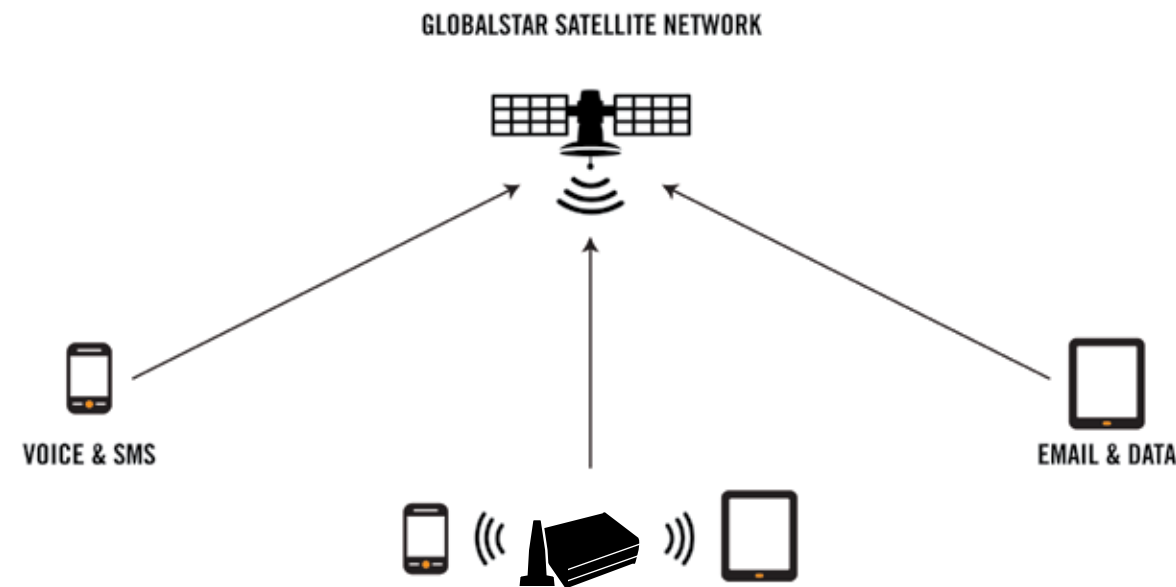 GLOBALSTAR SATELLITE NETWORK
VOICE & SMS
EMAIL & DATA